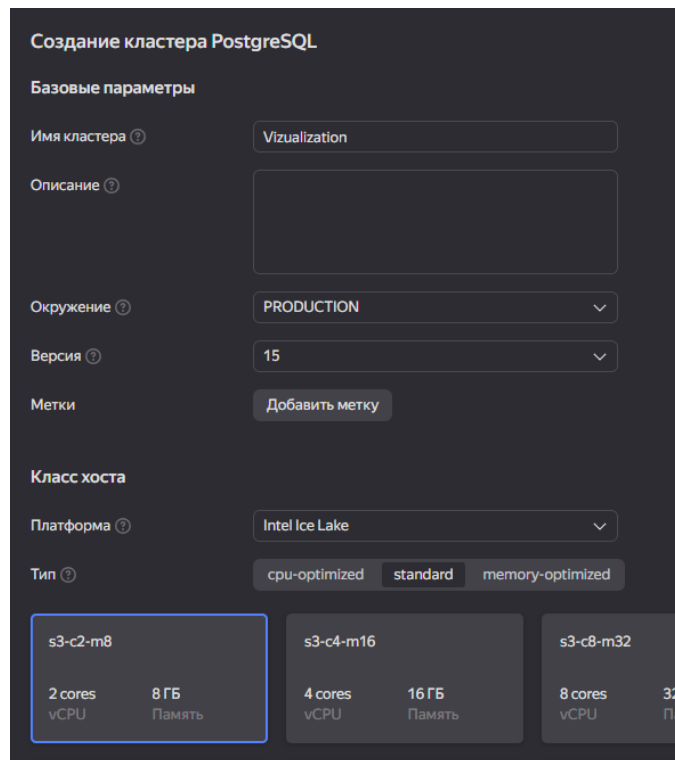 Создание кластера PostgreSQL
Базовые параметры
Имя кластера ?
Vizualization
Описание ?
Окружение ?
PRODUCTION
Версия ?
15
Метки
Добавить метку
Класс хоста
Платформа ?
Intel Ice Lake
Тип ?
cpu-optimized standard memory-optimized
s3-c2-m8 s3-c4-m16 s3-c8-m32
2 cores 8 ГБ 4 cores 16 ГБ 8 cores
vCPU Память vCPU Память vCPU